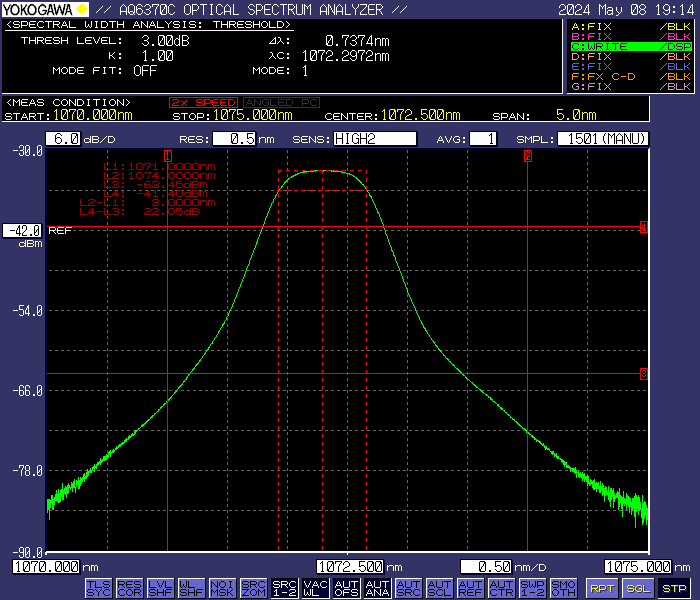 YOKOGAWA // AQ6370C OPTICAL SPECTRUM ANALYZER // 2024 May 08 19:14
<SPECTRAL WIDTH ANALYSIS: THRESHOLD>
THRESH LEVEL: 3.00dB Δλ: 0.7374nm
K: 1.00 λC: 1072.2972nm
MODE FIT: OFF MODE: 1
A:FIX /BLK
B:FIX /BLK
C:WRITE /DSP
D:FIX /BLK
E:FIX /BLK
F:FX C-D /BLK
G:FIX /BLK
<MEAS CONDITION> 2X SPEED ANGLED PC
START:1070.000nm STOP:1075.000nm CENTER:1072.500nm SPAN: 5.0nm
6.0 dB/D RES: 0.5 nm SENS: HIGH2 AVG: 1 SMPL: 1501(MANU)
-30.0
1 2
L1:1071.0000nm
L2:1074.0000nm
L3: -63.45dBm
L4: -41.40dBm
L2-L1: 3.0000nm
L4-L3: 22.05dB
4
-42.0 REF
dBm
-54.0
3
-66.0
-78.0
-90.0
1070.000 nm 1072.500 nm 0.50 nm/D 1075.000 nm
TLS SYC RES COR LVL SHF WL SHF NOI MSK SRC ZOM SRC 1-2 VAC WL AUT OFS AUT ANA AUT SRC AUT SCL AUT REF AUT CTR SWP 1-2 SMO OTH RPT SGL STP